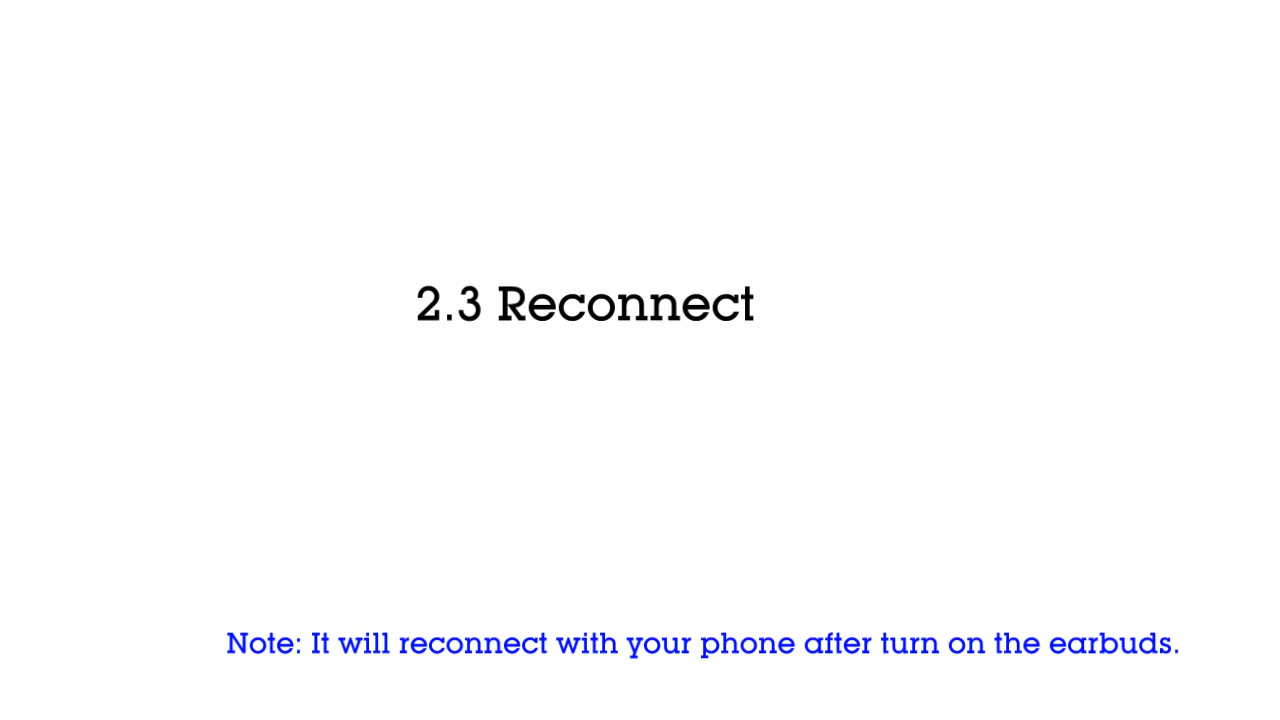 2.3 Reconnect
Note: It will reconnect with your phone after turn on the earbuds.